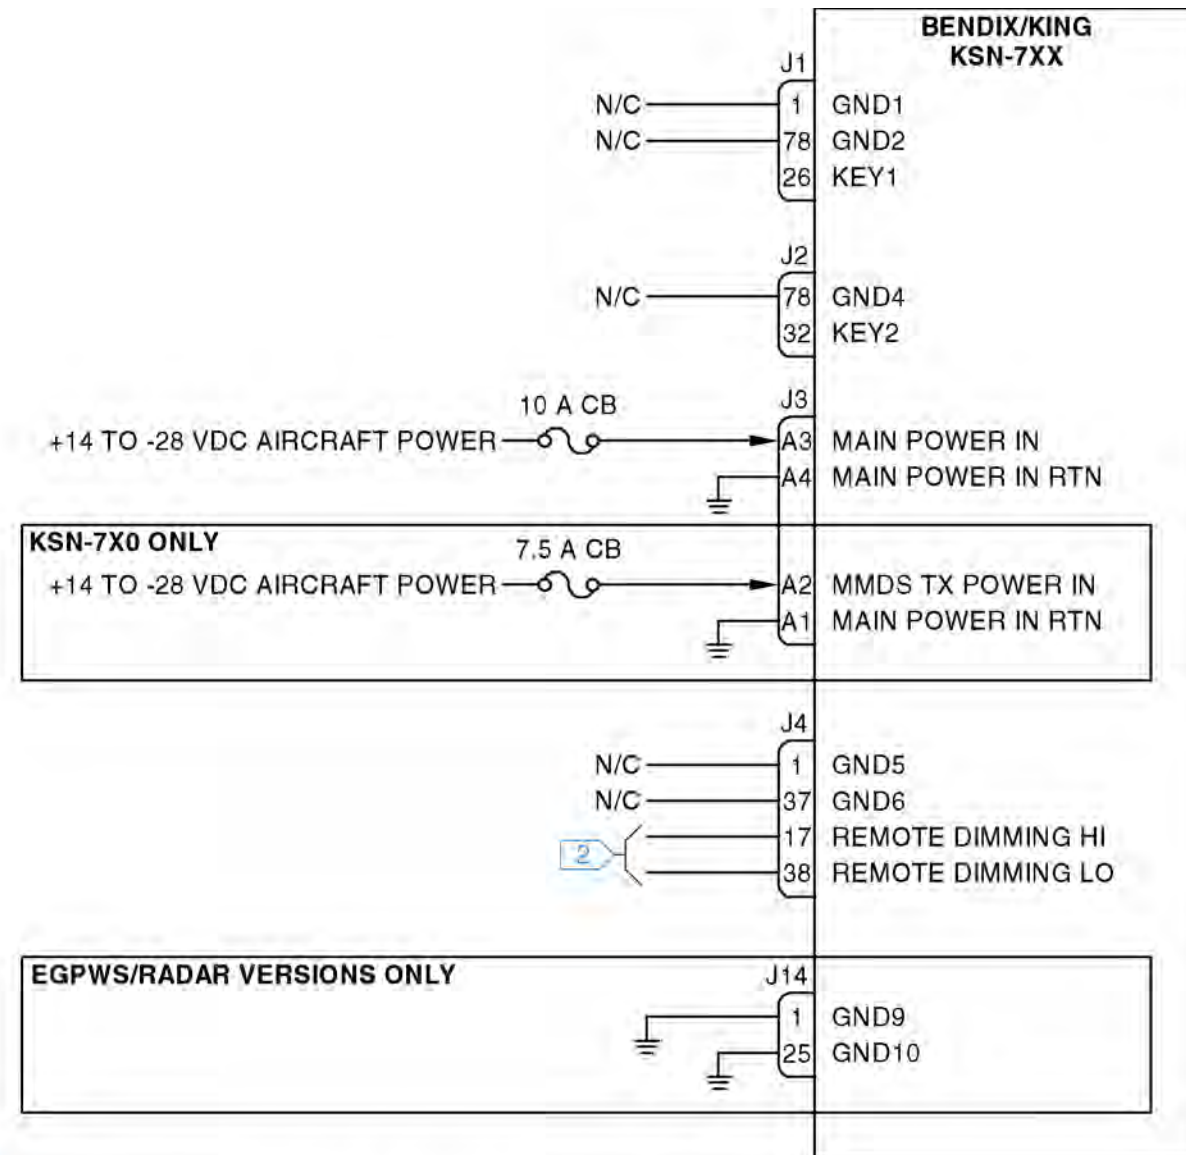 BENDIX/KING
KSN-7XX
J1
N/C 1 GND1
N/C 78 GND2
26 KEY1
J2
N/C 78 GND4
32 KEY2
10 A CB J3
+14 TO -28 VDC AIRCRAFT POWER A3 MAIN POWER IN
A4 MAIN POWER IN RTN
KSN-7X0 ONLY 7.5 A CB
+14 TO -28 VDC AIRCRAFT POWER A2 MMDS TX POWER IN
A1 MAIN POWER IN RTN
J4
N/C 1 GND5
N/C 37 GND6
17 REMOTE DIMMING HI
2
38 REMOTE DIMMING LO
EGPWS/RADAR VERSIONS ONLY J14
1 GND9
25 GND10